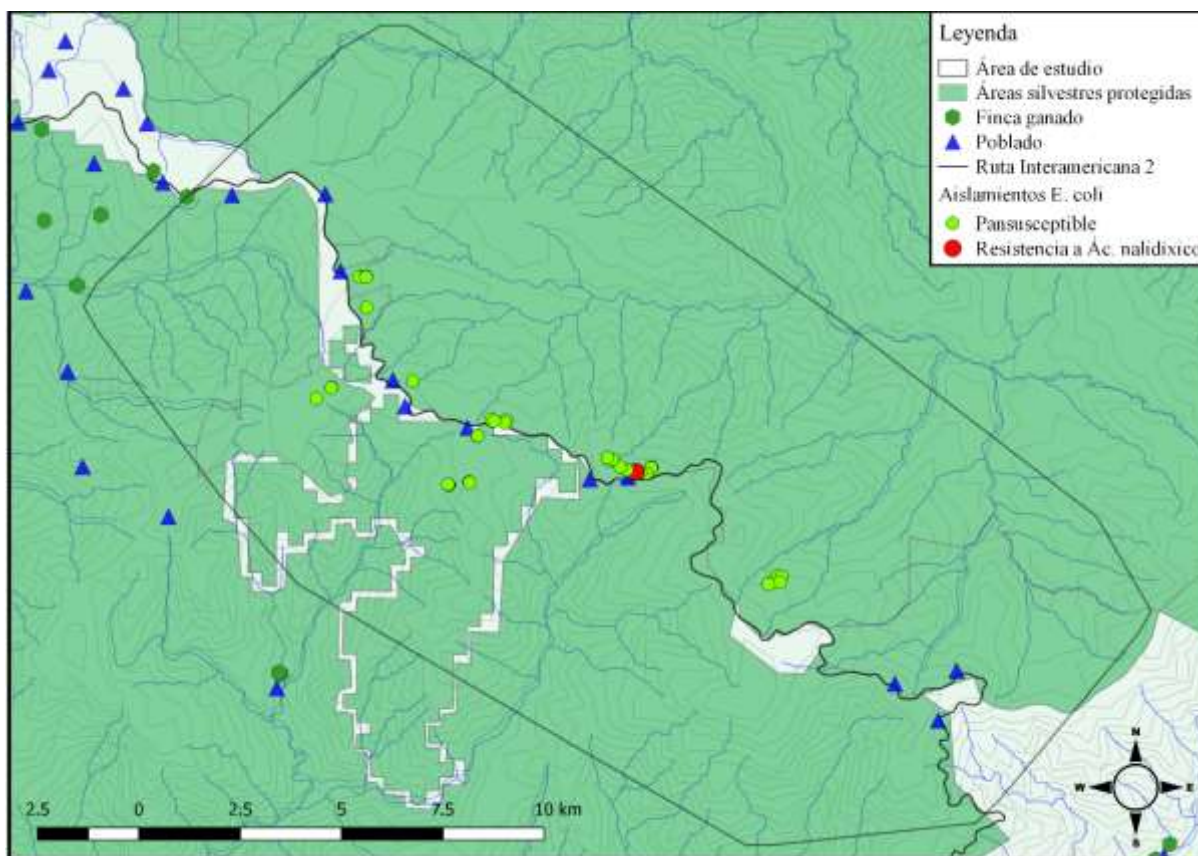 Leyenda
Área de estudio
Áreas silvestres protegidas
Finca ganado
Poblado
Ruta Interamericana 2
Aislamientos E. coli
Pansusceptible
Resistencia a Ác. nalidíxico
N
W E
S
2.5 0 2.5 5 7.5 10 km